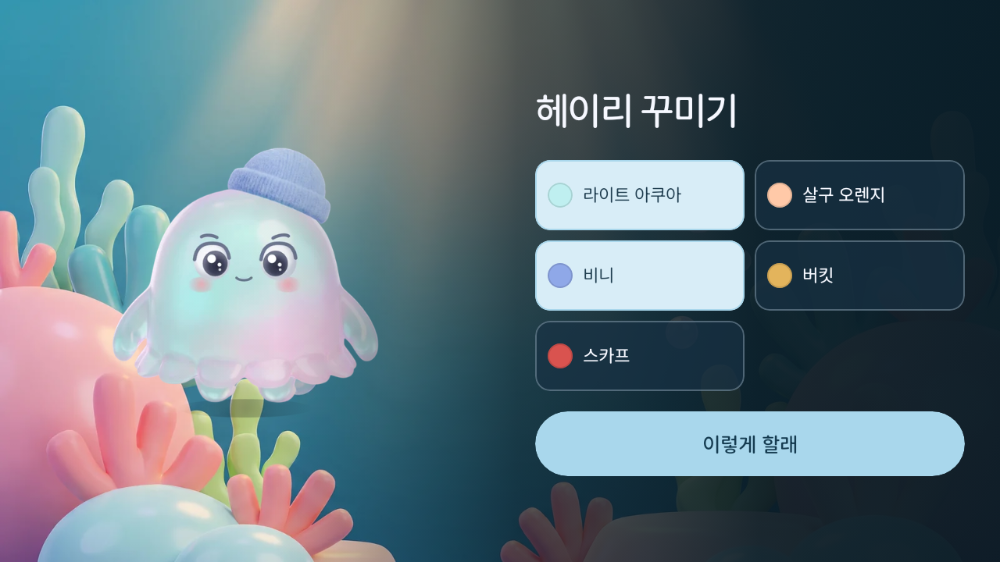 헤이리 꾸미기
라이트 아쿠아
살구 오렌지
비니
버킷
스카프
이렇게 할래